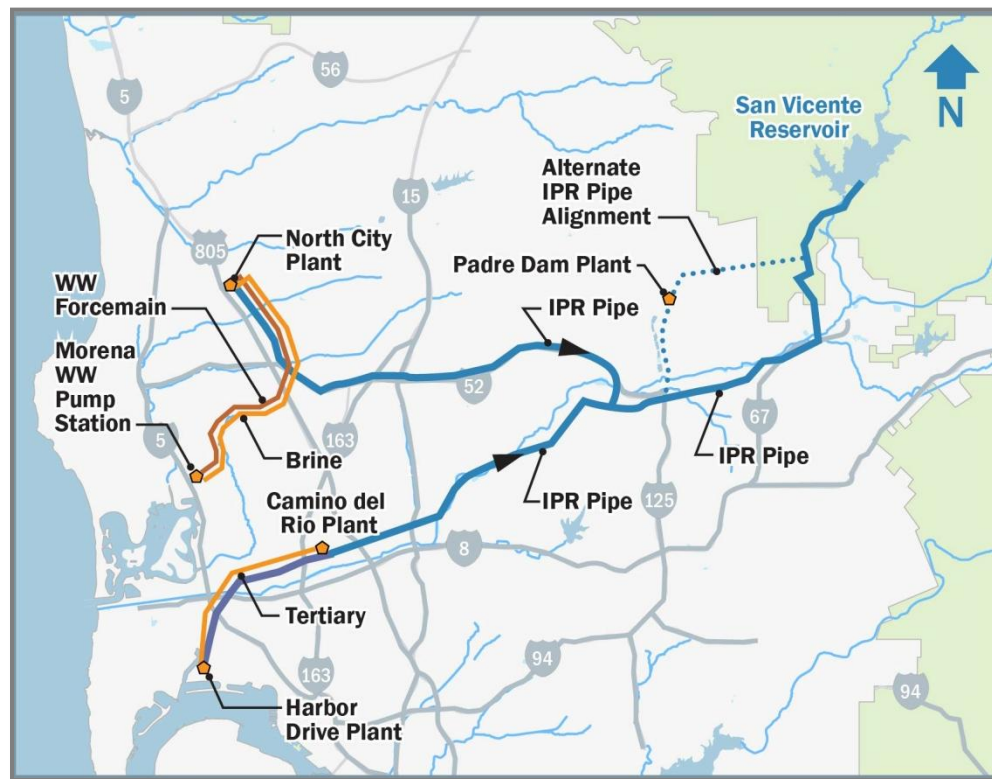 56
5
San Vicente
Reservoir
N
Alternate
IPR Pipe
Alignment
15
805
North City
Plant
Padre Dam Plant
WW
Forcemain
IPR Pipe
Morena
WW
Pump
Station
52
5
67
163
Brine
IPR Pipe
IPR Pipe
125
Camino del
Rio Plant
8
Tertiary
94
163
94
Harbor
Drive Plant